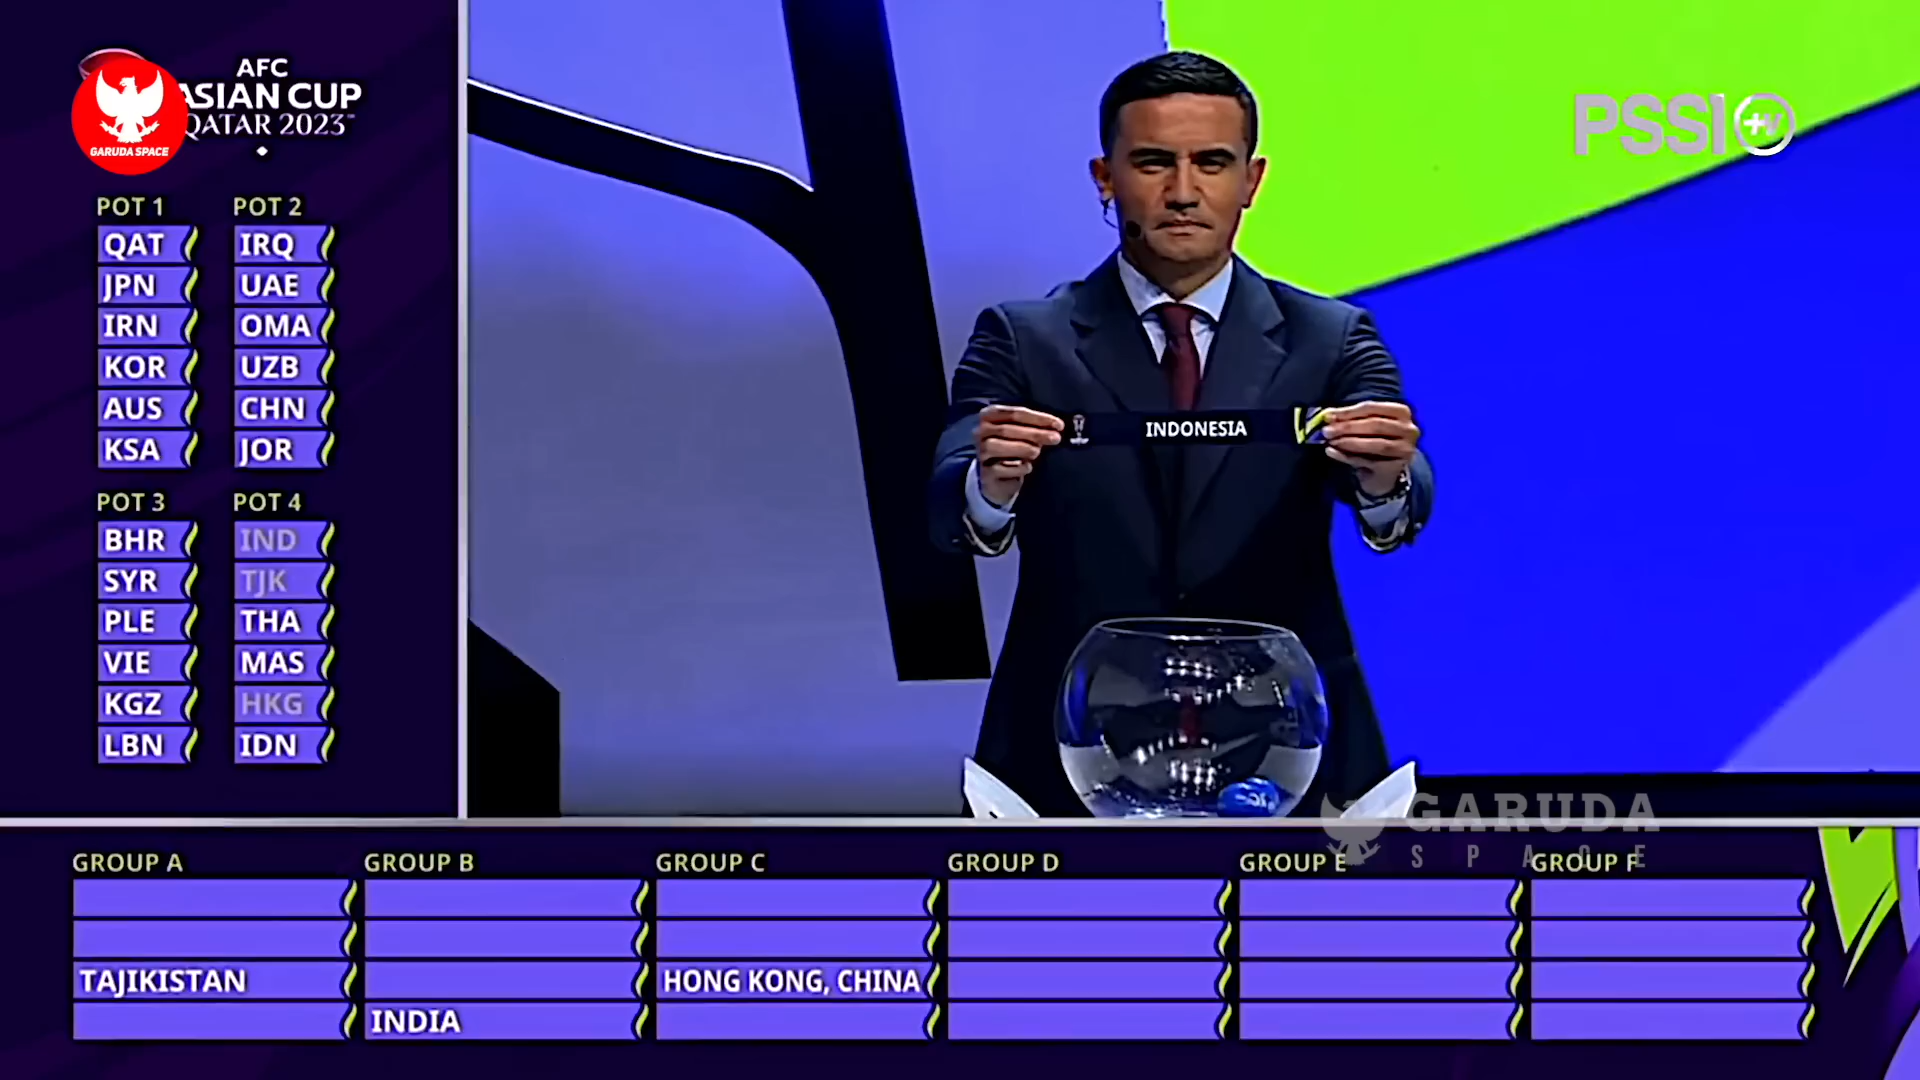 AFC
ASIAN CUP
QATAR 2023
GARUDA SPACE
PSSI
tv
POT 1
QAT
JPN
IRN
KOR
AUS
KSA
POT 2
IRQ
UAE
OMA
UZB
CHN
JOR
POT 3
BHR
SYR
PLE
VIE
KGZ
LBN
POT 4
IND
TJK
THA
MAS
HKG
IDN
INDONESIA
GARUDA
SPACE
GROUP A
TAJIKISTAN
GROUP B
INDIA
GROUP C
HONG KONG, CHINA
GROUP D
GROUP E
GROUP F